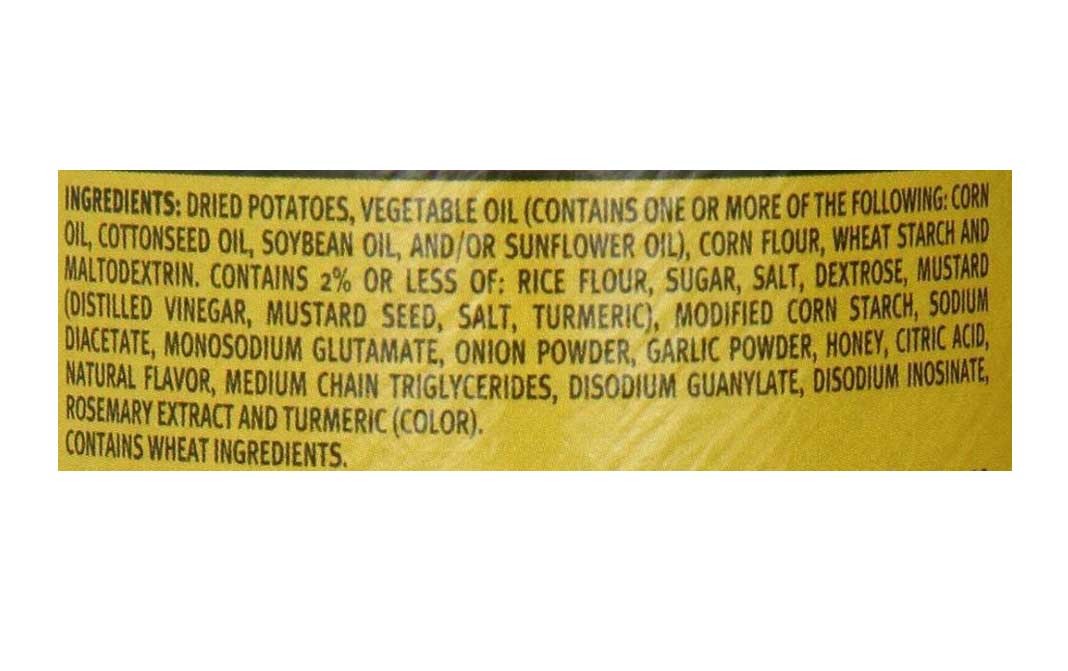 INGREDIENTS: DRIED POTATOES, VEGETABLE OIL (CONTAINS ONE OR MORE OF THE FOLLOWING: CORN
OIL, COTTONSEED OIL, SOYBEAN OIL, AND/OR SUNFLOWER OIL), CORN FLOUR, WHEAT STARCH AND
MALTODEXTRIN. CONTAINS 2% OR LESS OF: RICE FLOUR, SUGAR, SALT, DEXTROSE, MUSTARD
(DISTILLED VINEGAR, MUSTARD SEED, SALT, TURMERIC), MODIFIED CORN STARCH, SODIUM
DIACETATE, MONOSODIUM GLUTAMATE, ONION POWDER, GARLIC POWDER, HONEY, CITRIC ACID,
NATURAL FLAVOR, MEDIUM CHAIN TRIGLYCERIDES, DISODIUM GUANYLATE, DISODIUM INOSINATE,
ROSEMARY EXTRACT AND TURMERIC (COLOR).
CONTAINS WHEAT INGREDIENTS.